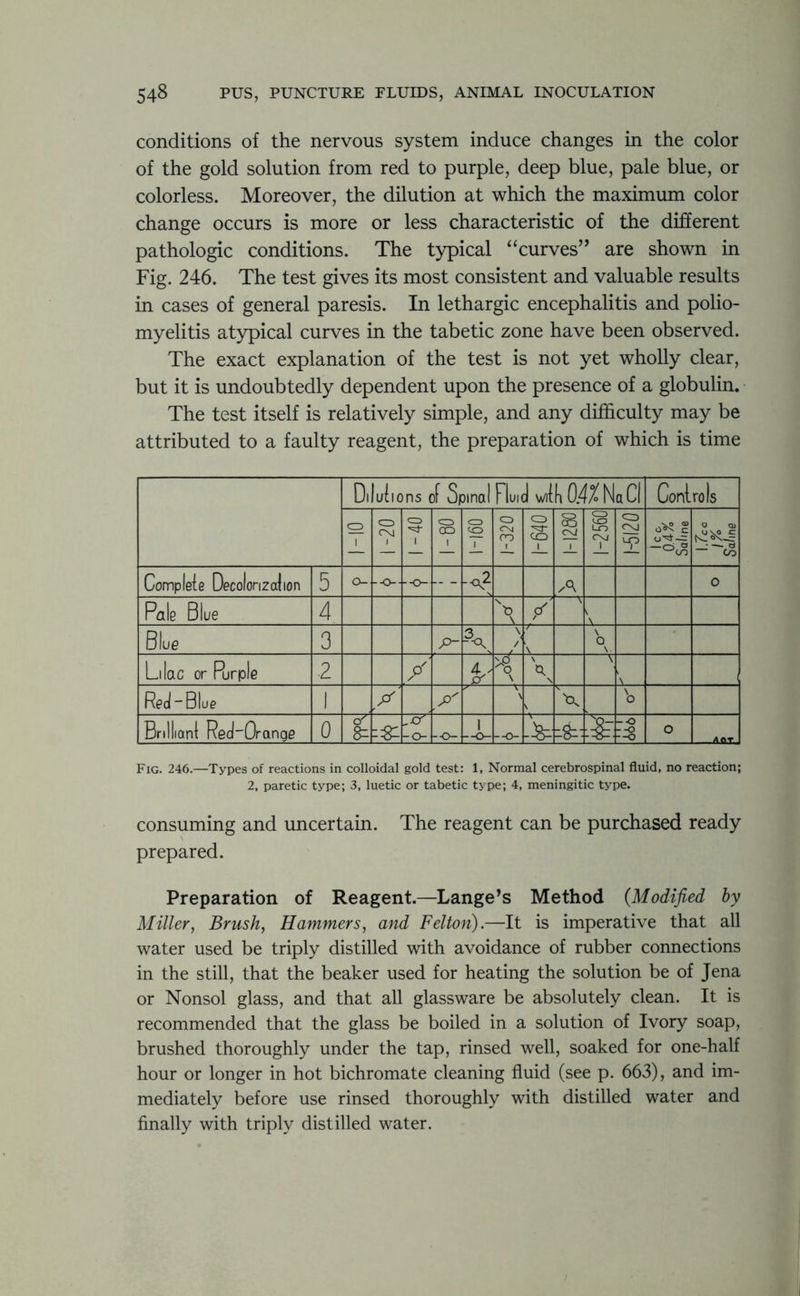 548 PUS, PUNCTURE FLUIDS, ANIMAL INOCULATION
conditions of the nervous system induce changes in the color
of the gold solution from red to purple, deep blue, pale blue, or
colorless. Moreover, the dilution at which the maximum color
change occurs is more or less characteristic of the different
pathologic conditions. The typical “curves” are shown in
Fig. 246. The test gives its most consistent and valuable results
in cases of general paresis. In lethargic encephalitis and polio-
myelitis atypical curves in the tabetic zone have been observed.
The exact explanation of the test is not yet wholly clear,
but it is undoubtedly dependent upon the presence of a globulin.
The test itself is relatively simple, and any difficulty may be
attributed to a faulty reagent, the preparation of which is time
Dilutions of Spinal Fluid with 0.4% NaCl Controls
1-10 1-20 1-40 1-80 1-160 1-320 1-640 1-1280 1-2560 1-5120 1cc. 0.4% Saline 1.7cc 1% Saline
Complete Decolorization 5 2
Pale Blue 4
Blue 3 3
Lilac or Purple 2 4
Red-Blue 1
Brilliant Red-Orange 0 1
Fig. 246.—Types of reactions in colloidal gold test: 1, Normal cerebrospinal fluid, no reaction;
2, paretic type; 3, luetic or tabetic type; 4, meningitic type.
consuming and uncertain. The reagent can be purchased ready
prepared.
Preparation of Reagent.—Lange’s Method (Modified by
Miller, Brush, Hammers, and Felton).—It is imperative that all
water used be triply distilled with avoidance of rubber connections
in the still, that the beaker used for heating the solution be of Jena
or Nonsol glass, and that all glassware be absolutely clean. It is
recommended that the glass be boiled in a solution of Ivory soap,
brushed thoroughly under the tap, rinsed well, soaked for one-half
hour or longer in hot bichromate cleaning fluid (see p. 663), and im-
mediately before use rinsed thoroughly with distilled water and
finally with triply distilled water.